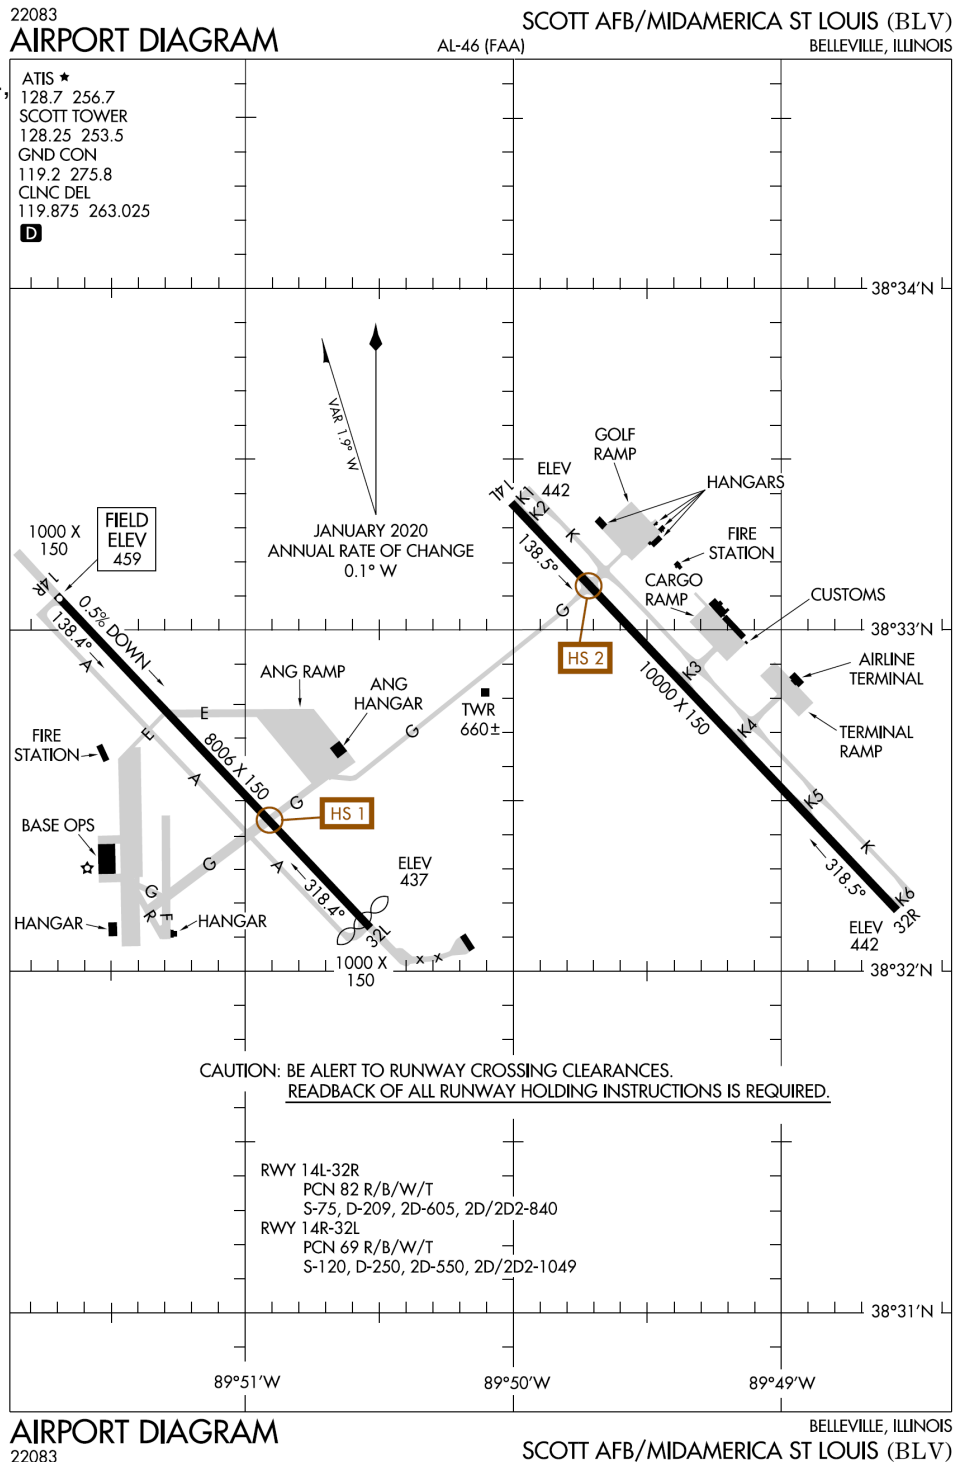 22083
AIRPORT DIAGRAM
AL-46 (FAA)
SCOTT AFB/MIDAMERICA ST LOUIS (BLV)
BELLEVILLE, ILLINOIS
ATIS ★
128.7 256.7
SCOTT TOWER
128.25 253.5
GND CON
119.2 275.8
CLNC DEL
119.875 263.025
D
38°34'N
VAR 1.9° W
JANUARY 2020
ANNUAL RATE OF CHANGE
0.1° W
GOLF
RAMP
ELEV
442
HANGARS
14L
K1
K2
K
138.5°
FIRE
STATION
CARGO
RAMP
CUSTOMS
1000 X
150
FIELD
ELEV
459
14R
D
0.5% DOWN
138.4°
A
G
HS 2
38°33'N
K3
10000 X 150
AIRLINE
TERMINAL
ANG RAMP
ANG
HANGAR
TWR
660±
G
E
E
K4
TERMINAL
RAMP
FIRE
STATION
8006 X 150
A
G
HS 1
K5
BASE OPS
G
A
ELEV
437
318.4°
K
318.5°
K6
32R
G
R
F
HANGAR
HANGAR
32L
ELEV
442
1000 X
150
x x
38°32'N
CAUTION: BE ALERT TO RUNWAY CROSSING CLEARANCES.
READBACK OF ALL RUNWAY HOLDING INSTRUCTIONS IS REQUIRED.
RWY 14L-32R
PCN 82 R/B/W/T
S-75, D-209, 2D-605, 2D/2D2-840
RWY 14R-32L
PCN 69 R/B/W/T
S-120, D-250, 2D-550, 2D/2D2-1049
38°31'N
89°51'W
89°50'W
89°49'W
AIRPORT DIAGRAM
22083
BELLEVILLE, ILLINOIS
SCOTT AFB/MIDAMERICA ST LOUIS (BLV)